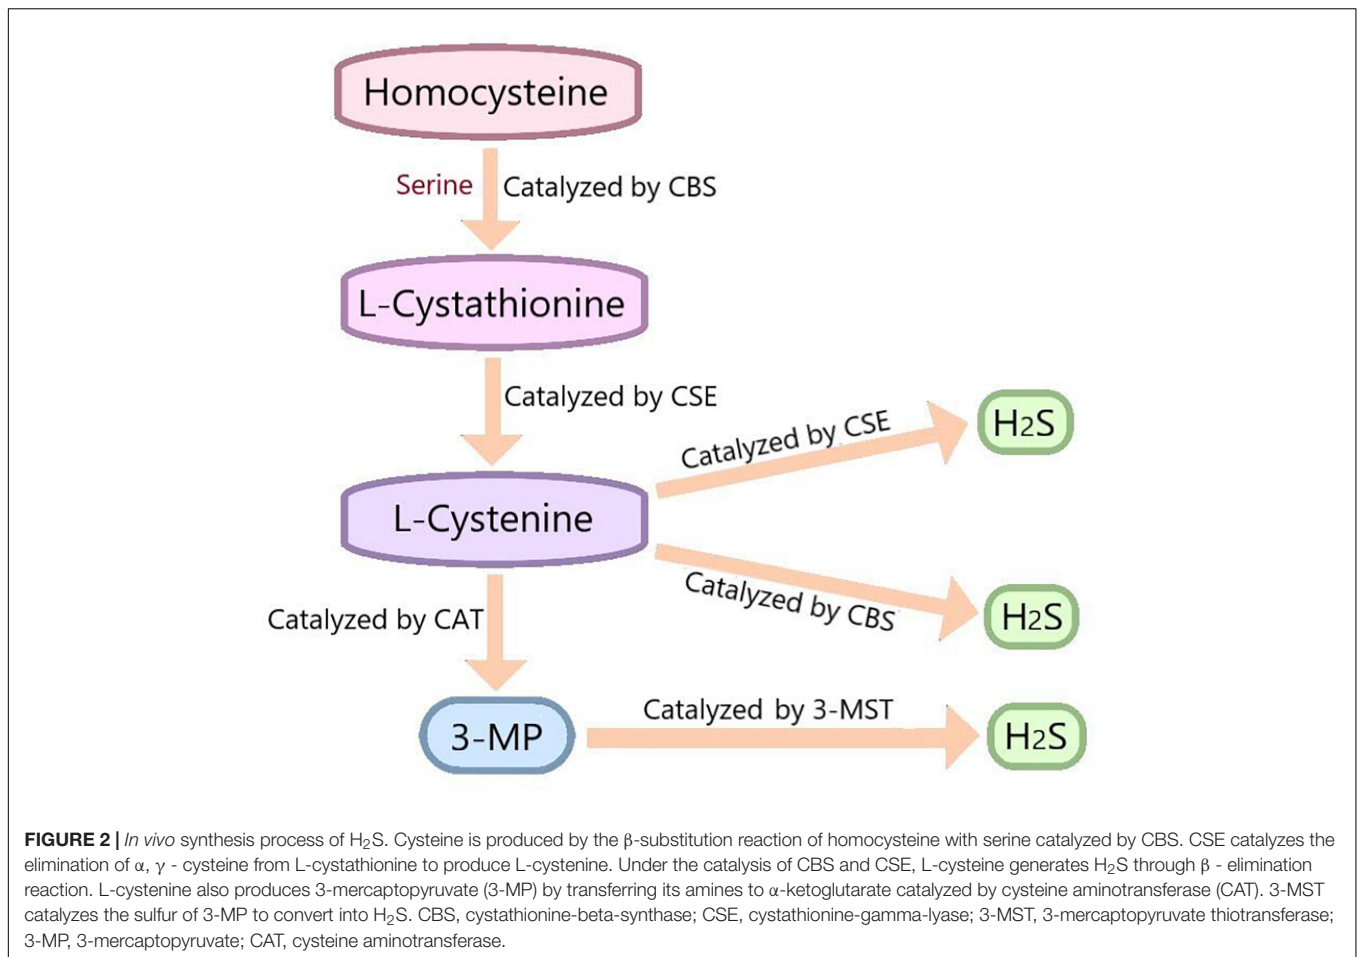 Homocysteine
Serine Catalyzed by CBS
L-Cystathionine
Catalyzed by CSE
Catalyzed by CSE
H2S
L-Cystenine
Catalyzed by CBS
H2S
Catalyzed by CAT
3-MP
Catalyzed by 3-MST
H2S
FIGURE 2 | In vivo synthesis process of H2S. Cysteine is produced by the β-substitution reaction of homocysteine with serine catalyzed by CBS. CSE catalyzes the
elimination of α, γ - cysteine from L-cystathionine to produce L-cystenine. Under the catalysis of CBS and CSE, L-cysteine generates H2S through β - elimination
reaction. L-cystenine also produces 3-mercaptopyruvate (3-MP) by transferring its amines to α-ketoglutarate catalyzed by cysteine aminotransferase (CAT). 3-MST
catalyzes the sulfur of 3-MP to convert into H2S. CBS, cystathionine-beta-synthase; CSE, cystathionine-gamma-lyase; 3-MST, 3-mercaptopyruvate thiotransferase;
3-MP, 3-mercaptopyruvate; CAT, cysteine aminotransferase.